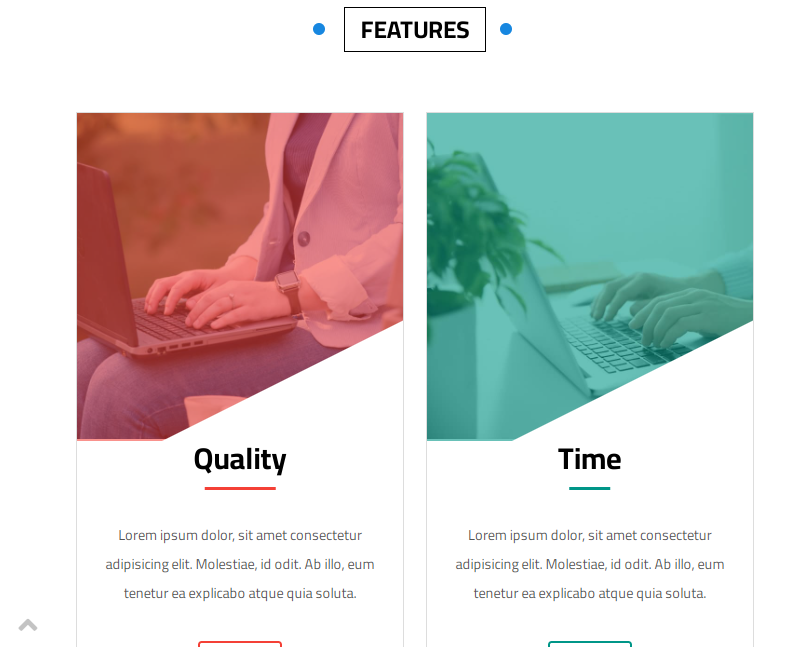 FEATURES
Quality
Lorem ipsum dolor, sit amet consectetur
adipisicing elit. Molestiae, id odit. Ab illo, eum
tenetur ea explicabo atque quia soluta.
Time
Lorem ipsum dolor, sit amet consectetur
adipisicing elit. Molestiae, id odit. Ab illo, eum
tenetur ea explicabo atque quia soluta.